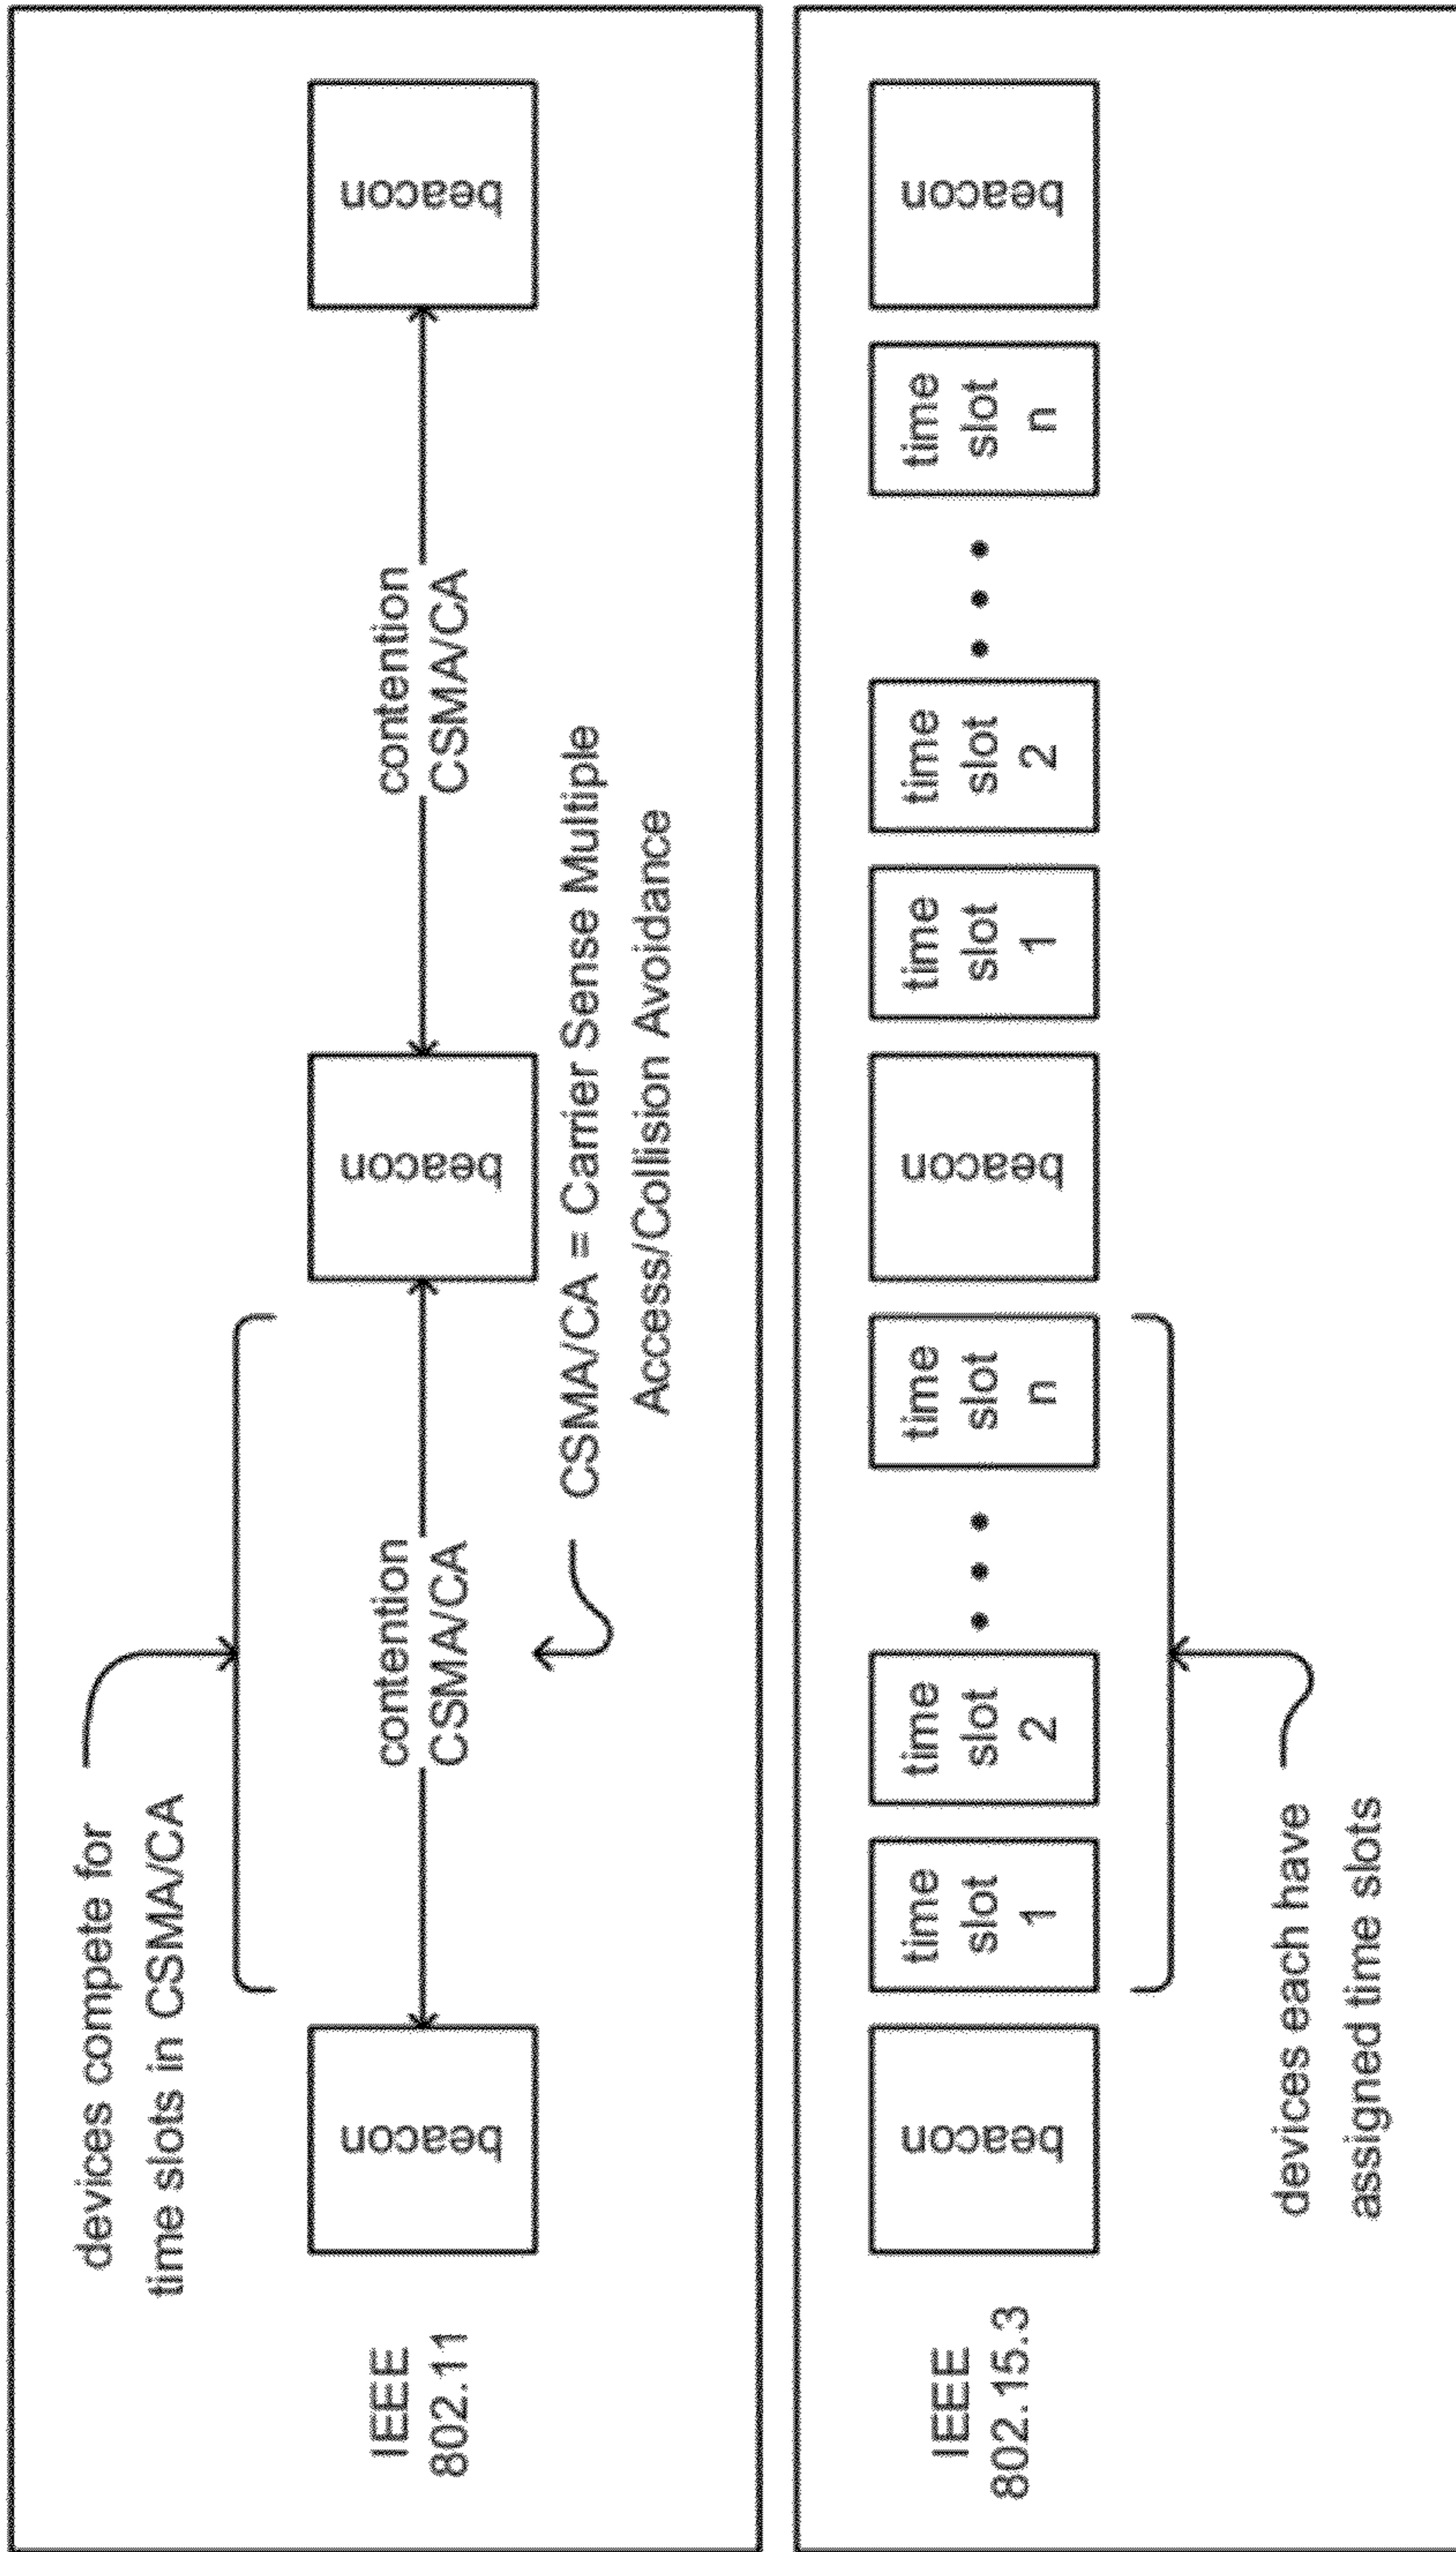 devices compete for
time slots in CSMA/CA
IEEE
802.11
beacon
contention
CSMA/CA
beacon
contention
CSMA/CA
beacon
CSMA/CA = Carrier Sense Multiple
Access/Collision Avoidance
IEEE
802.15.3
beacon
time
slot
1
time
slot
2
time
slot
n
beacon
time
slot
1
time
slot
2
time
slot
n
beacon
devices each have
assigned time slots